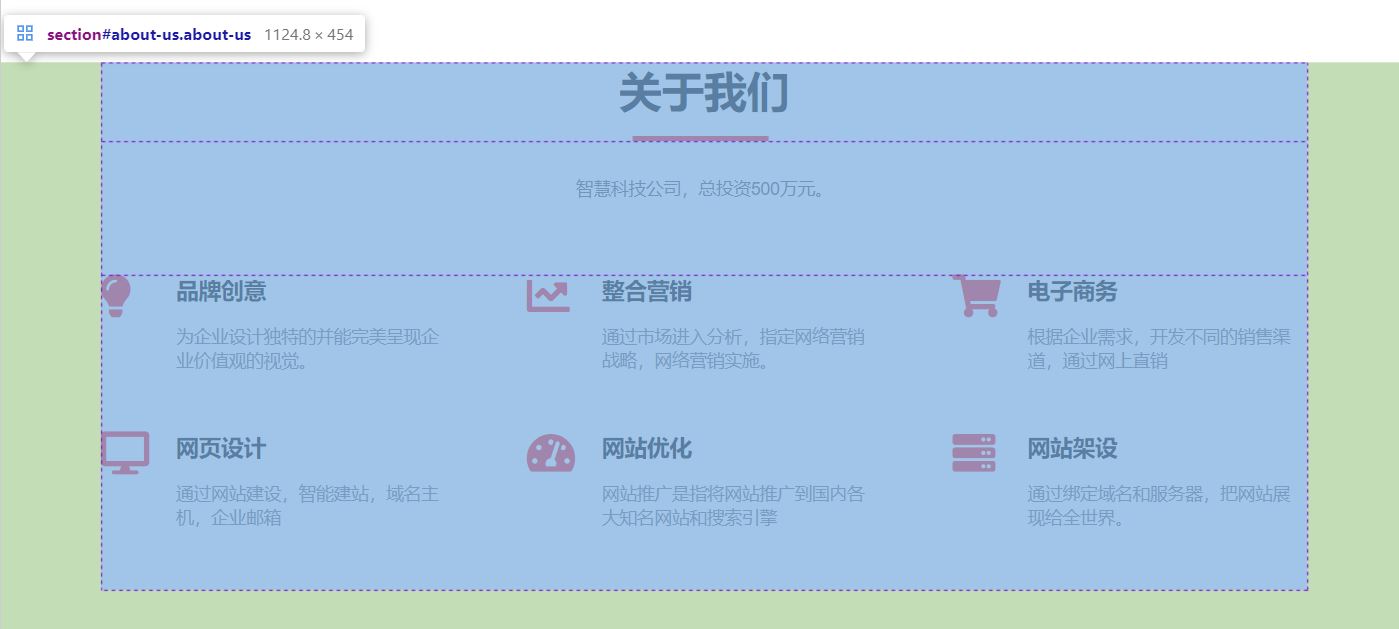 section#about-us.about-us 1124.8 × 454
关于我们
智慧科技公司，总投资500万元。
品牌创意
为企业设计独特的并能完美呈现企
业价值观的视觉。
整合营销
通过市场进入分析，指定网络营销
战略，网络营销实施。
电子商务
根据企业需求，开发不同的销售渠
道，通过网上直销
网页设计
通过网站建设，智能建站，域名主
机，企业邮箱
网站优化
网站推广是指将网站推广到国内各
大知名网站和搜索引擎
网站架设
通过绑定域名和服务器，把网站展
现给全世界。